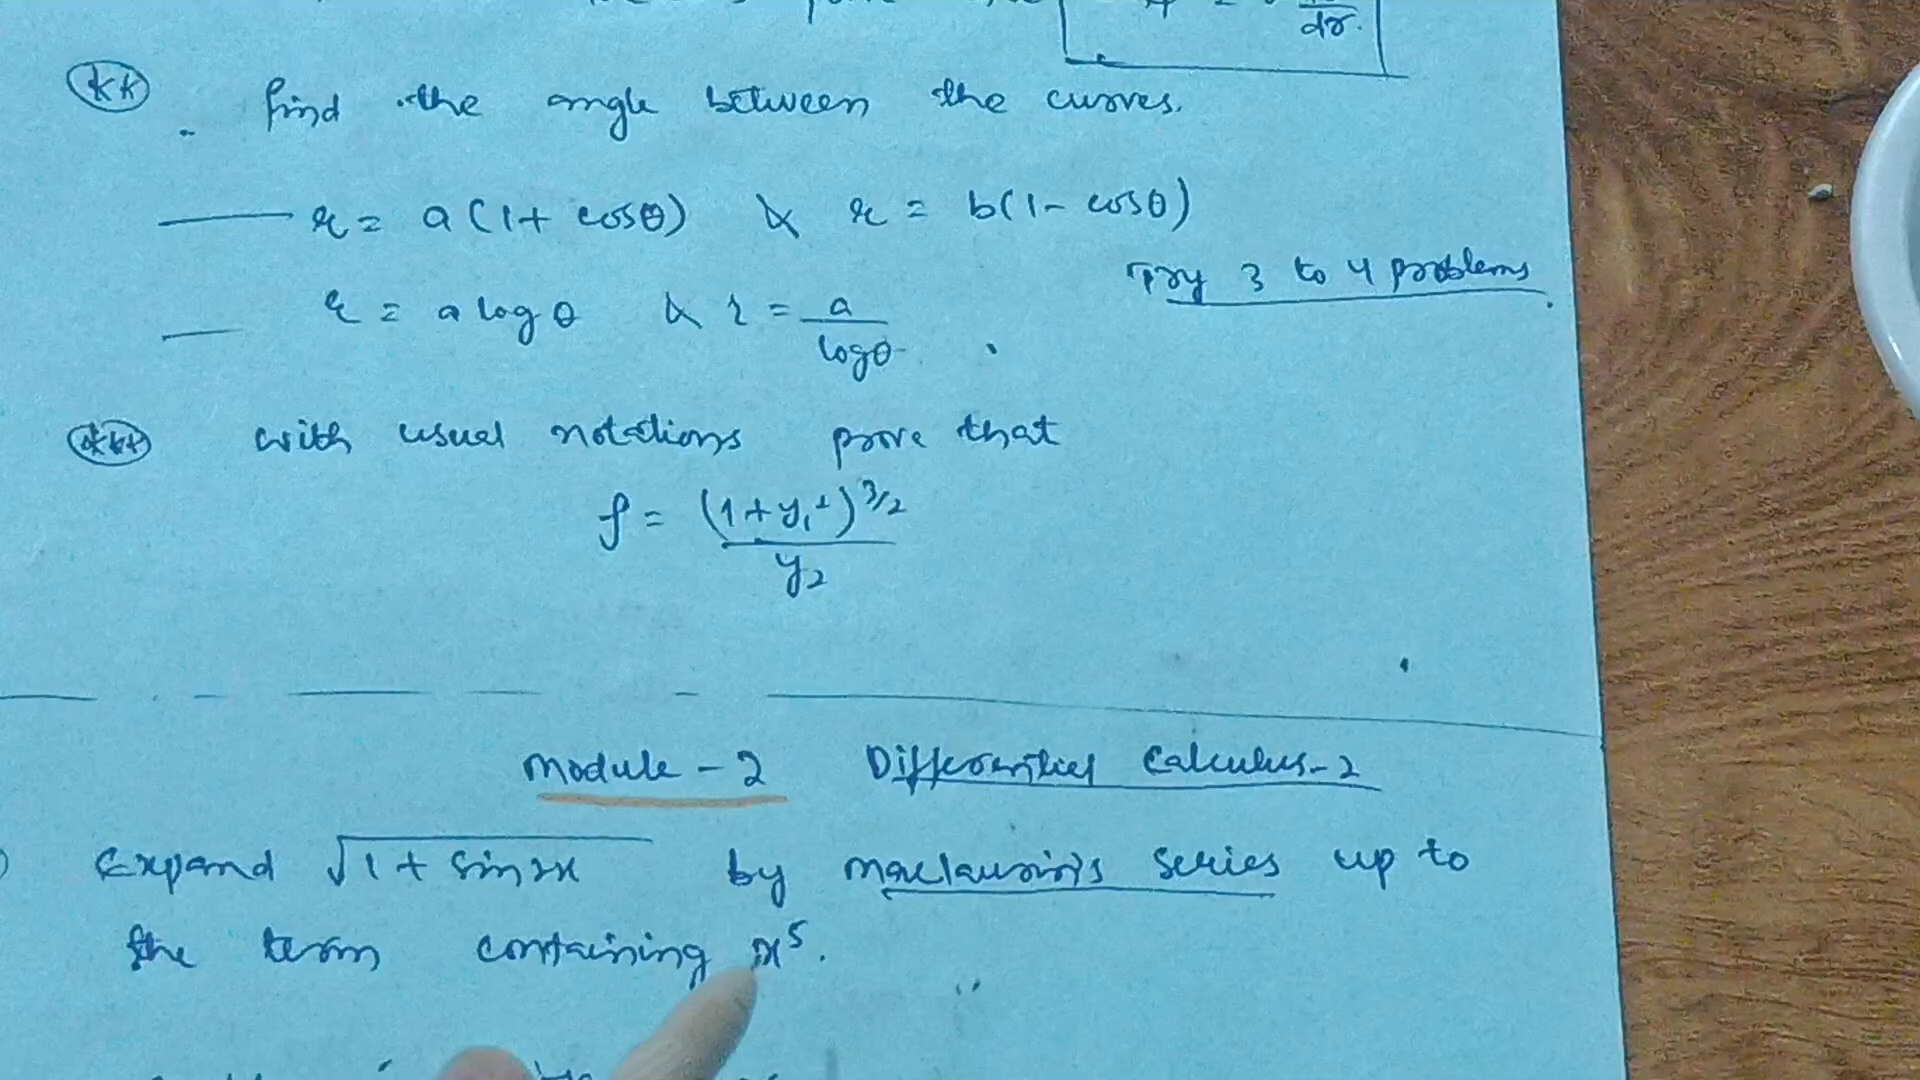 dr.
** Find the angle between the curves.
r = a(1+ cosθ) & r = b(1- cosθ)
Try 3 to 4 problems
r = a log θ & r = a/logθ
*** with usual notations prove that
ρ = (1+y₁²)^3/2 / y₂
Module-2 Differential Calculus-2
Expand √1+ sin2x by Maclaurin's series up to
the term containing x⁵.